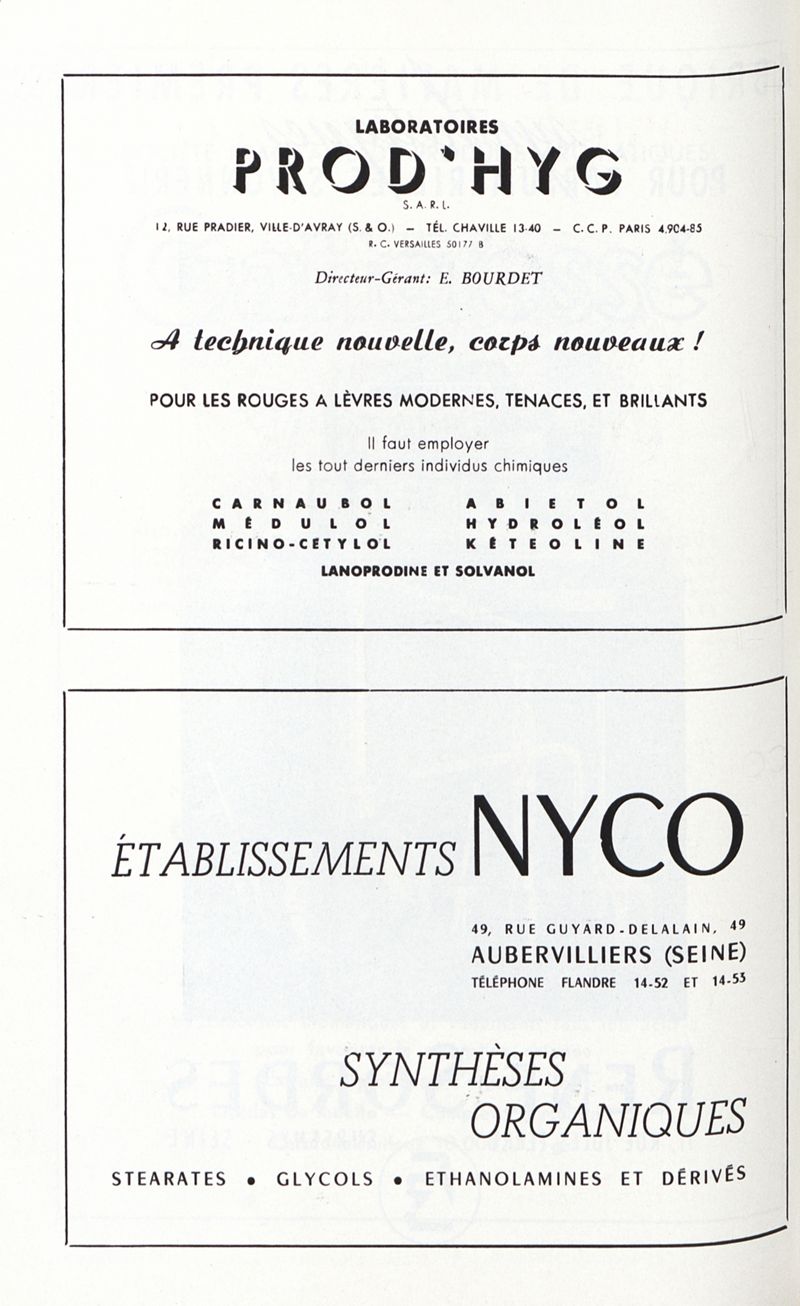 LABORATOIRES
PROD'HYG
S. A. R. L.
12, RUE PRADIER, VILLE-D'AVRAY (S. & O.) — TÉL. CHAVILLE 13-40 — C. C. P. PARIS 4.904-85
R. C. VERSAILLES 50177 B
Directeur-Gérant: E. BOURDET
A technique nouvelle, corps nouveaux !
POUR LES ROUGES A LÈVRES MODERNES, TENACES, ET BRILLANTS
Il faut employer
les tout derniers individus chimiques
CARNAUBOL ABIETOL
MÉDULOL HYDROLÉOL
RICINO-CÉTYLOL KÉTEOLINE
LANOPRODINE ET SOLVANOL
ÉTABLISSEMENTS NYCO
49, RUE GUYARD-DELALAIN, 49
AUBERVILLIERS (SEINE)
TÉLÉPHONE FLANDRE 14-52 ET 14-53
SYNTHÈSES
ORGANIQUES
STEARATES • GLYCOLS • ETHANOLAMINES ET DÉRIVÉS